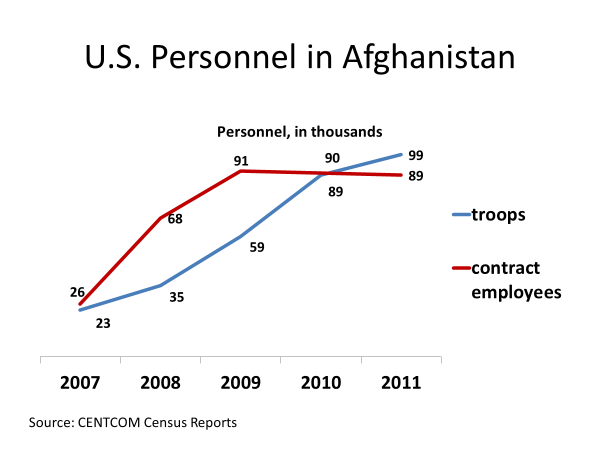 U.S. Personnel in Afghanistan
Personnel, in thousands
91
90
99
89
89
68
59
26
35
23
troops
contract
employees
2007 2008 2009 2010 2011
Source: CENTCOM Census Reports